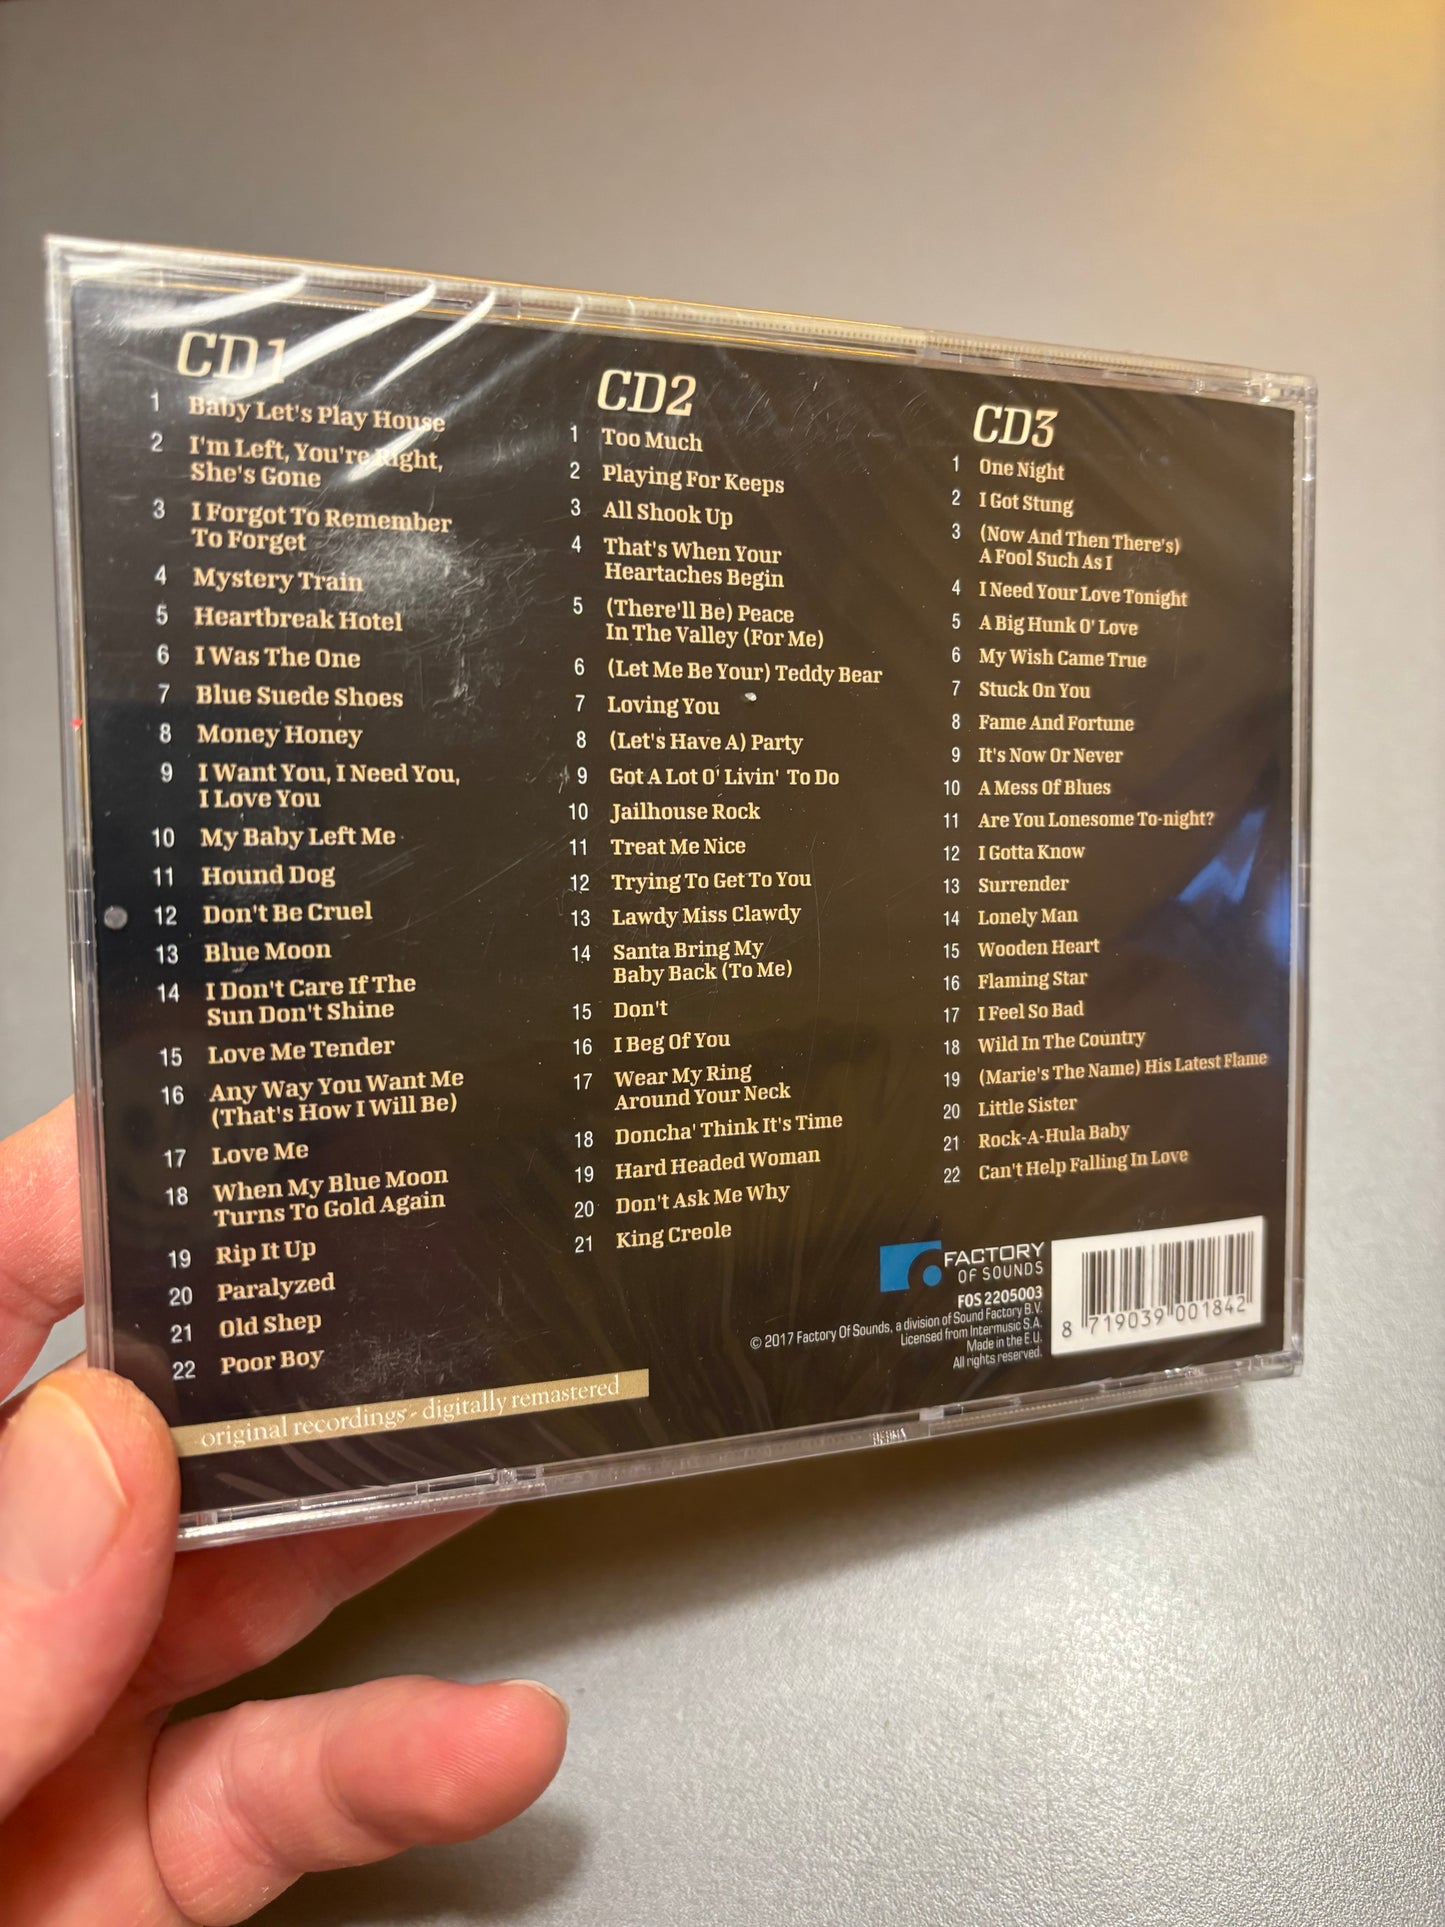 CD1
1 Baby Let's Play House
2 I'm Left, You're Right,
She's Gone
3 I Forgot To Remember
To Forget
4 Mystery Train
5 Heartbreak Hotel
6 I Was The One
7 Blue Suede Shoes
8 Money Honey
9 I Want You, I Need You,
I Love You
10 My Baby Left Me
11 Hound Dog
12 Don't Be Cruel
13 Blue Moon
14 I Don't Care If The
Sun Don't Shine
15 Love Me Tender
16 Any Way You Want Me
(That's How I Will Be)
17 Love Me
18 When My Blue Moon
Turns To Gold Again
19 Rip It Up
20 Paralyzed
21 Old Shep
22 Poor Boy
original recordings - digitally remastered
CD2
1 Too Much
2 Playing For Keeps
3 All Shook Up
4 That's When Your
Heartaches Begin
5 (There'll Be) Peace
In The Valley (For Me)
6 (Let Me Be Your) Teddy Bear
7 Loving You
8 (Let's Have A) Party
9 Got A Lot O' Livin' To Do
10 Jailhouse Rock
11 Treat Me Nice
12 Trying To Get To You
13 Lawdy Miss Clawdy
14 Santa Bring My
Baby Back (To Me)
15 Don't
16 I Beg Of You
17 Wear My Ring
Around Your Neck
18 Doncha' Think It's Time
19 Hard Headed Woman
20 Don't Ask Me Why
21 King Creole
CD3
1 One Night
2 I Got Stung
3 (Now And Then There's)
A Fool Such As I
4 I Need Your Love Tonight
5 A Big Hunk O' Love
6 My Wish Came True
7 Stuck On You
8 Fame And Fortune
9 It's Now Or Never
10 A Mess Of Blues
11 Are You Lonesome To-night?
12 I Gotta Know
13 Surrender
14 Lonely Man
15 Wooden Heart
16 Flaming Star
17 I Feel So Bad
18 Wild In The Country
19 (Marie's The Name) His Latest Flame
20 Little Sister
21 Rock-A-Hula Baby
22 Can't Help Falling In Love
FACTORY
OF SOUNDS
FOS 2205003
© 2017 Factory Of Sounds, a division of Sound Factory B.V.
Licensed from Intermusic S.A.
Made in the E.U.
All rights reserved.
8 719039 001842